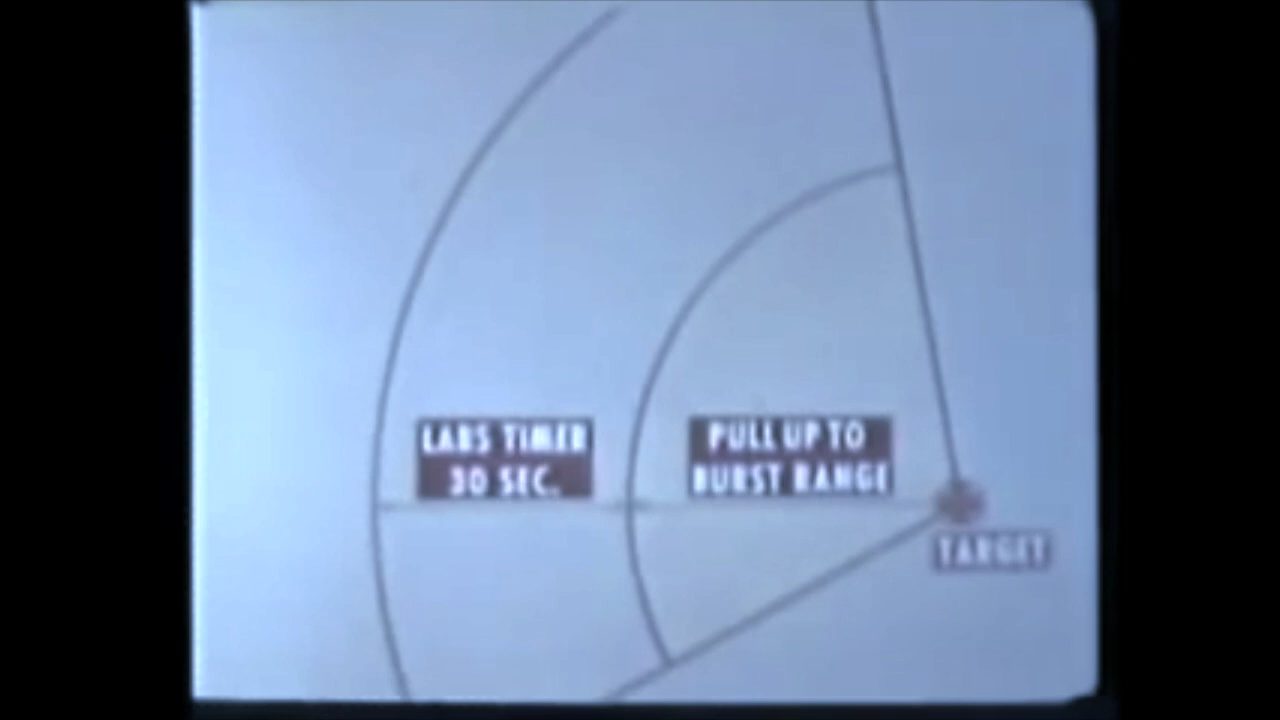 LABS TIMER
30 SEC.
PULL UP TO
BURST RANGE
TARGET